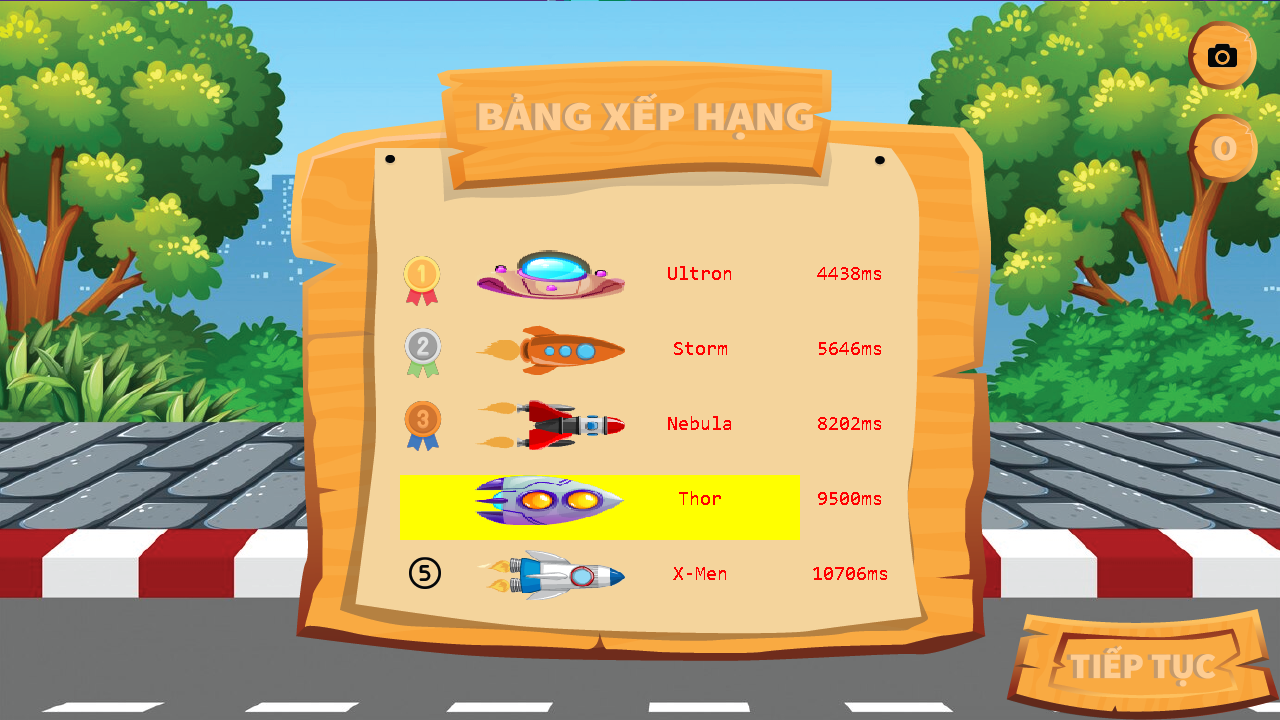 BẢNG XẾP HẠNG
0
1 Ultron 4438ms
2 Storm 5646ms
3 Nebula 8202ms
Thor 9500ms
5 X-Men 10706ms
TIẾP TỤC